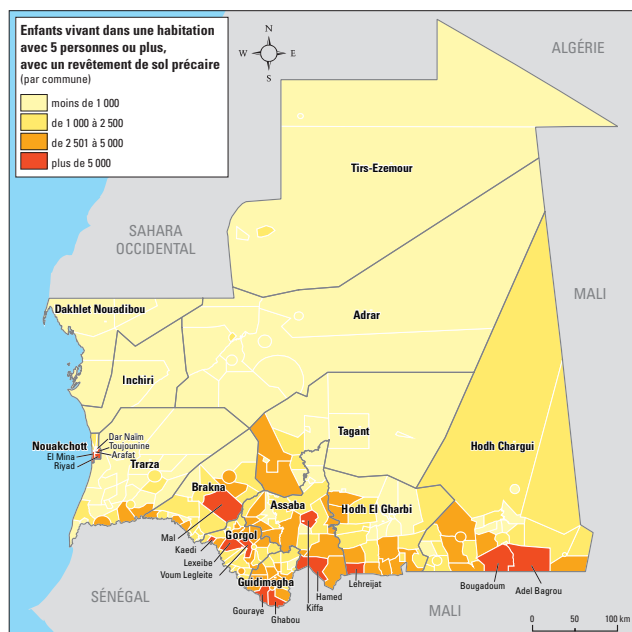 Enfants vivant dans une habitation
avec 5 personnes ou plus,
avec un revêtement de sol précaire
(par commune)
moins de 1 000
de 1 000 à 2 500
de 2 501 à 5 000
plus de 5 000
N
W E
S
ALGÉRIE
Tirs-Ezemour
SAHARA
OCCIDENTAL
MALI
Dakhlet Nouadibou
Adrar
Inchiri
Tagant
Hodh Chargui
Nouakchott
Dar Naïm
Toujounine
El Mina
Arafat
Riyad
Trarza
Brakna
Assaba
Hodh El Gharbi
Mal
Kaedi
Gorgol
Lexeibe
Voum Legleite
Guidimagha
Gouraye
Ghabou
Kiffa
Hamed
Lehreijat
Bougadoum
Adel Bagrou
SÉNÉGAL
MALI
0 50 100 km